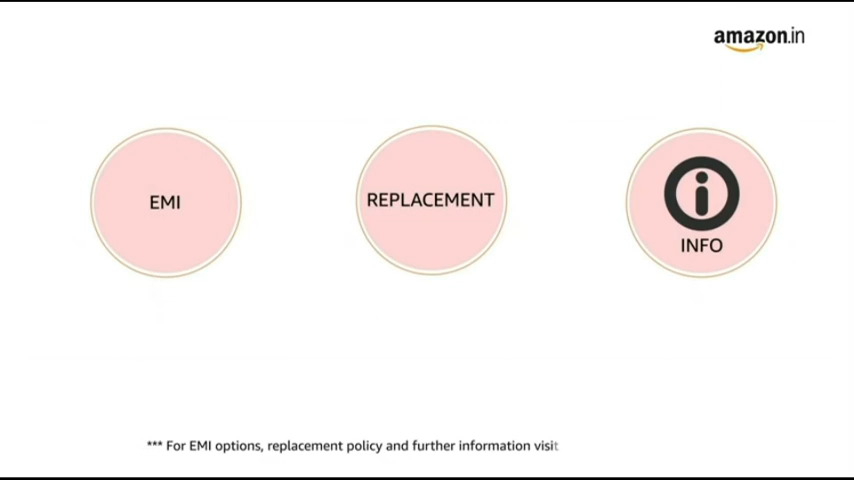 amazon.in
EMI
REPLACEMENT
INFO
*** For EMI options, replacement policy and further information visit